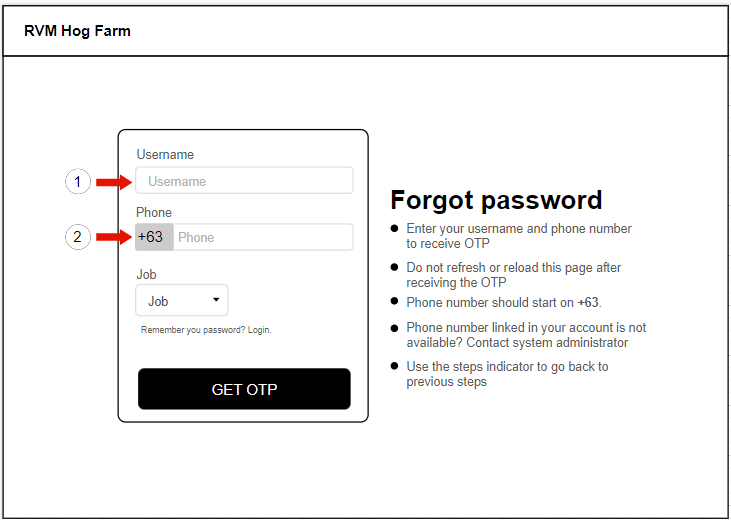 RVM Hog Farm
Username
1
Username
Phone
2
+63
Phone
Job
Job
Remember you password? Login.
GET OTP
Forgot password
Enter your username and phone number
to receive OTP
Do not refresh or reload this page after
receiving the OTP
Phone number should start on +63.
Phone number linked in your account is not
available? Contact system administrator
Use the steps indicator to go back to
previous steps